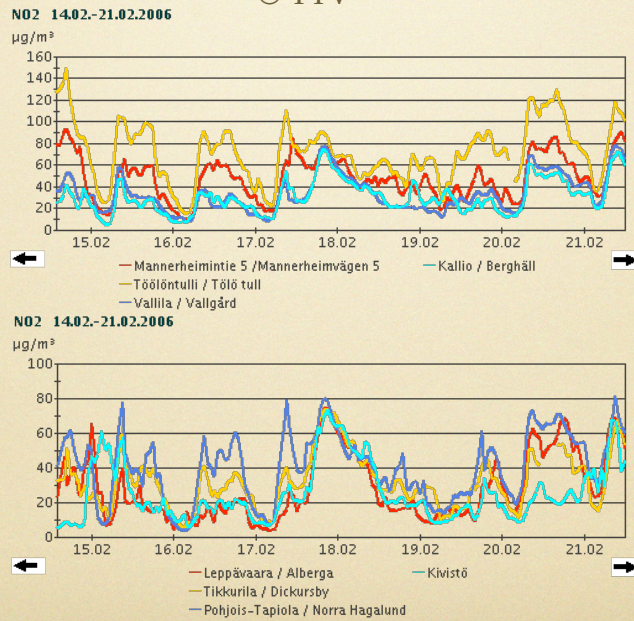 NO2 14.02.-21.02.2006
µg/m³
160
140
120
100
80
60
40
20
0
15.02 16.02 17.02 18.02 19.02 20.02 21.02
Mannerheimintie 5 /Mannerheimvägen 5 Kallio / Berghäll
Töölöntulli / Tölö tull
Vallila / Vallgård
NO2 14.02.-21.02.2006
µg/m³
100
80
60
40
20
0
15.02 16.02 17.02 18.02 19.02 20.02 21.02
Leppävaara / Alberga Kivistö
Tikkurila / Dickursby
Pohjois-Tapiola / Norra Hagalund